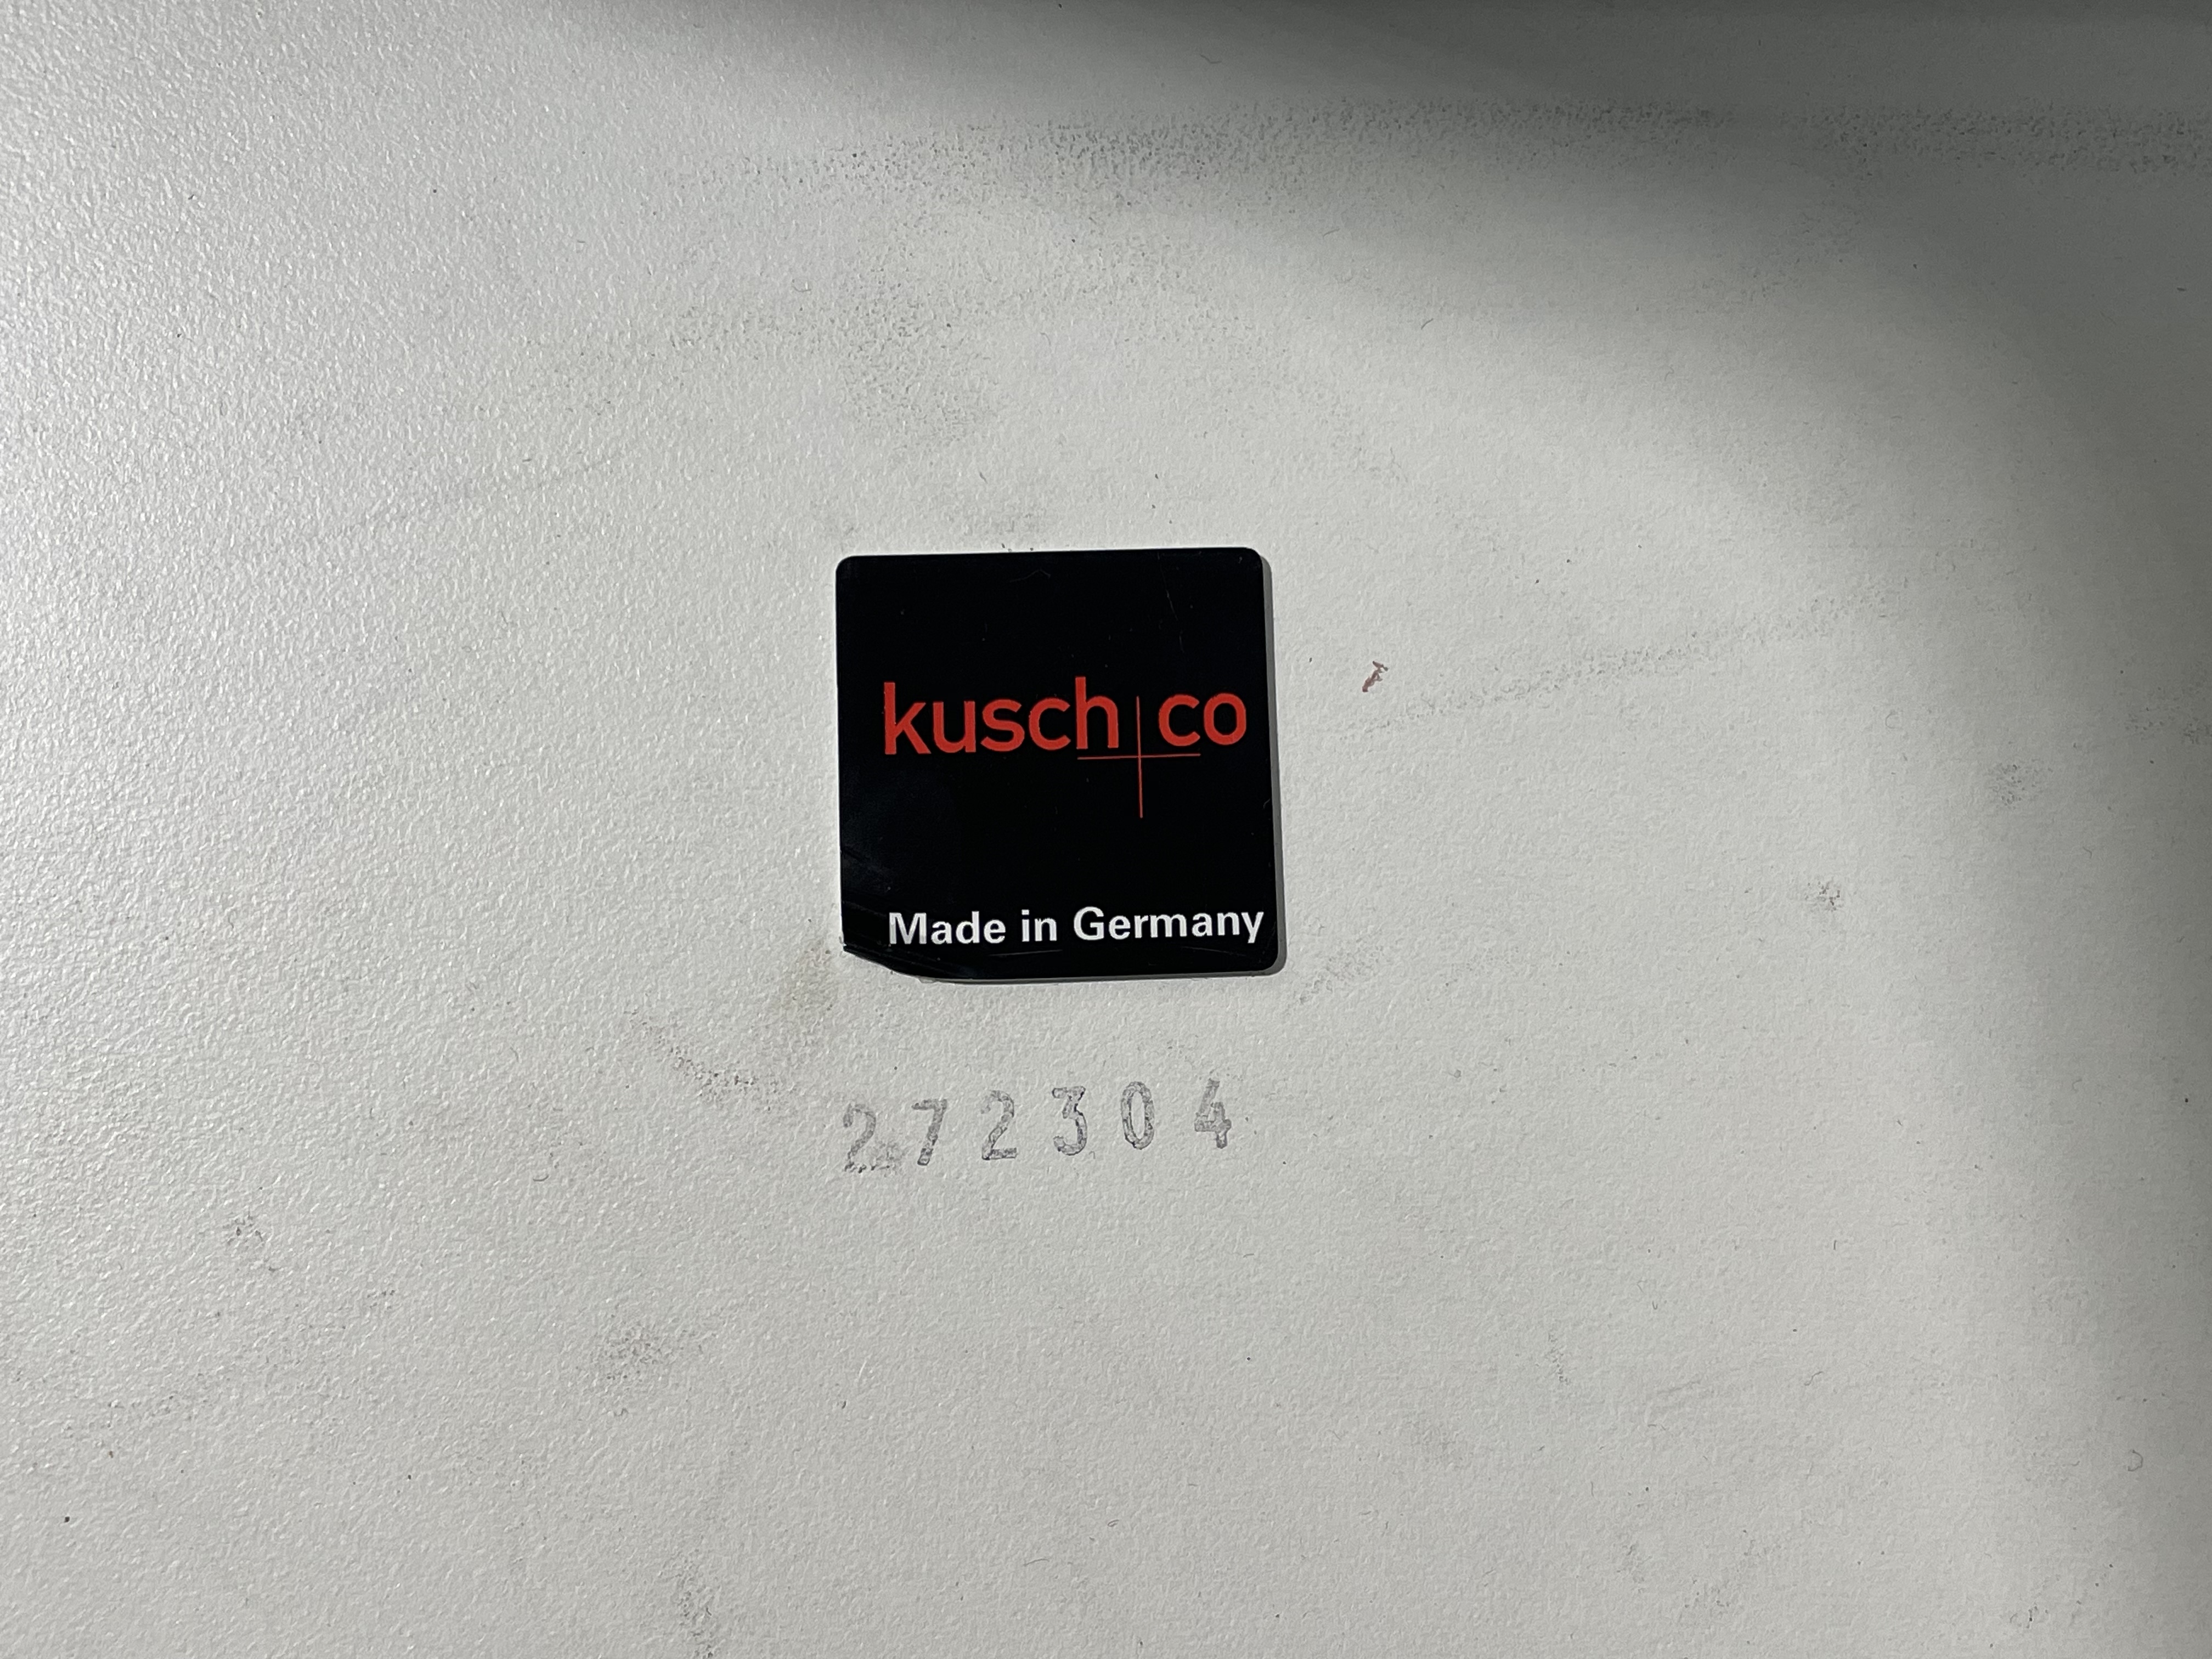 kusch+co
Made in Germany
272304